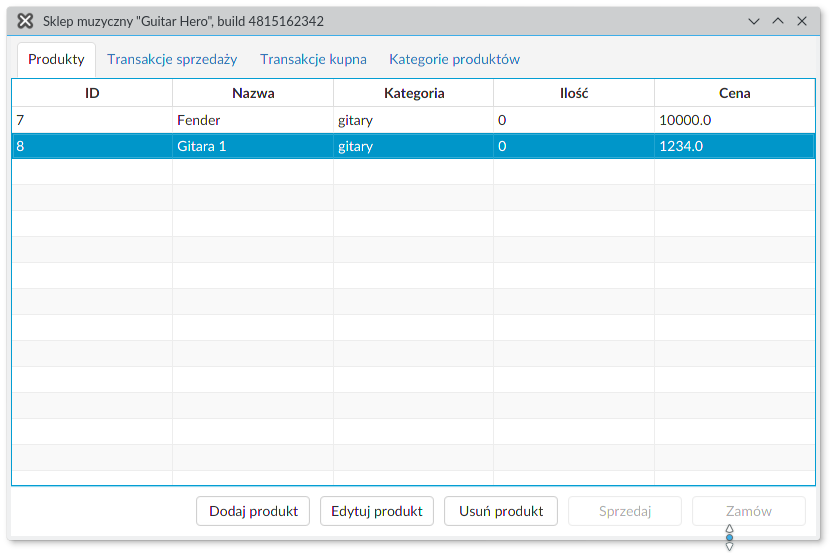 Sklep muzyczny "Guitar Hero", build 4815162342
Produkty Transakcje sprzedaży Transakcje kupna Kategorie produktów
ID Nazwa Kategoria Ilość Cena
7 Fender gitary 0 10000.0
8 Gitara 1 gitary 0 1234.0
Dodaj produkt Edytuj produkt Usuń produkt Sprzedaj Zamów